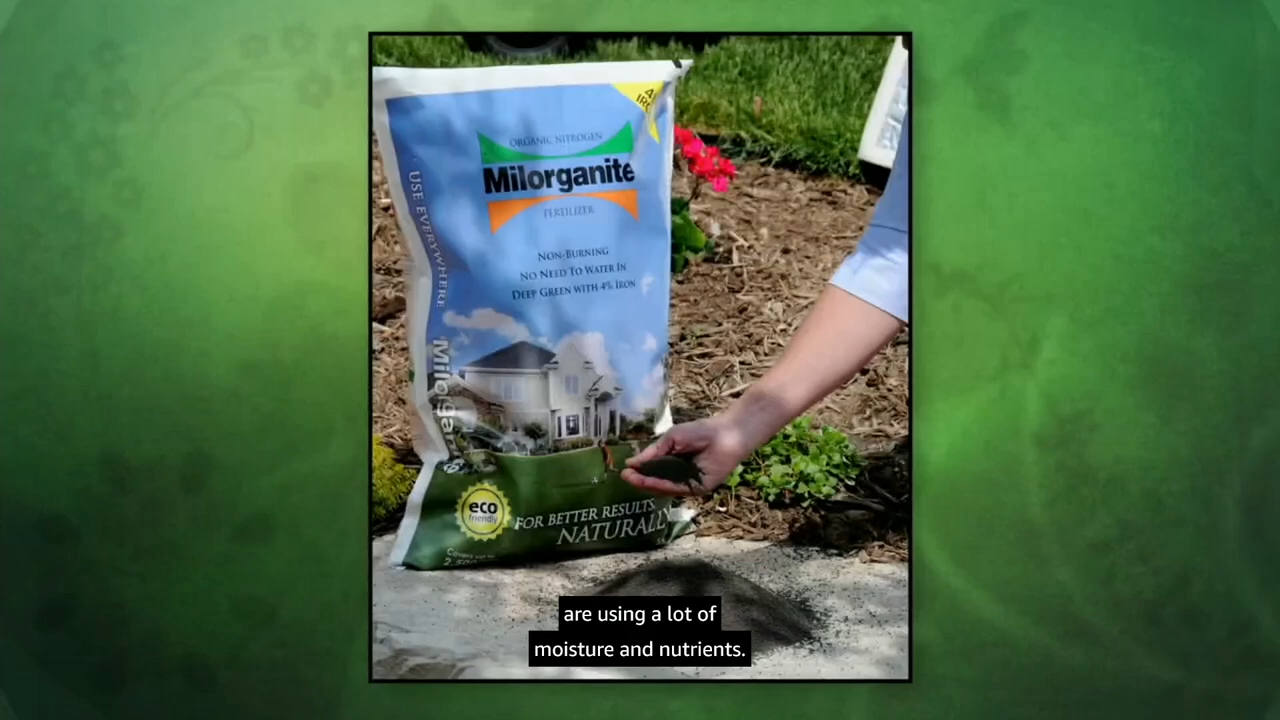 ORGANIC NITROGEN
Milorganite
FERTILIZER
NON-BURNING
NO NEED TO WATER IN
DEEP GREEN WITH 4% IRON
USE EVERYWHERE
eco
friendly
FOR BETTER RESULTS,
NATURALLY
are using a lot of
moisture and nutrients.